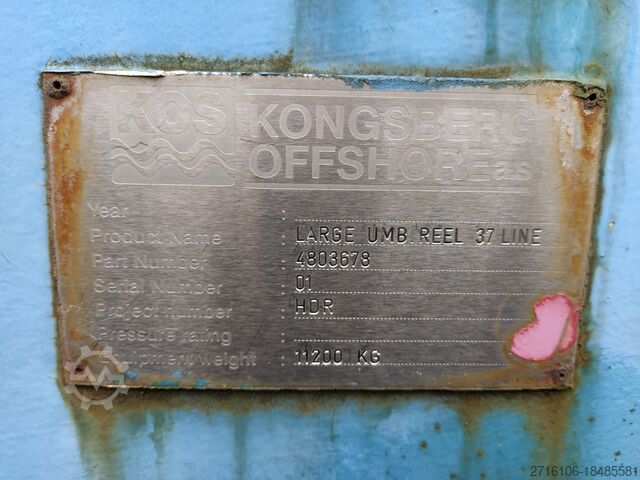 KOS KONGSBERG
OFFSHORE as
Year :
Product Name : LARGE UMB. REEL 37 LINE
Part Number : 4803678
Serial Number : 01
Project number : HDR
Pressure rating :
Equipment weight : 11200 KG
2716106-18485581